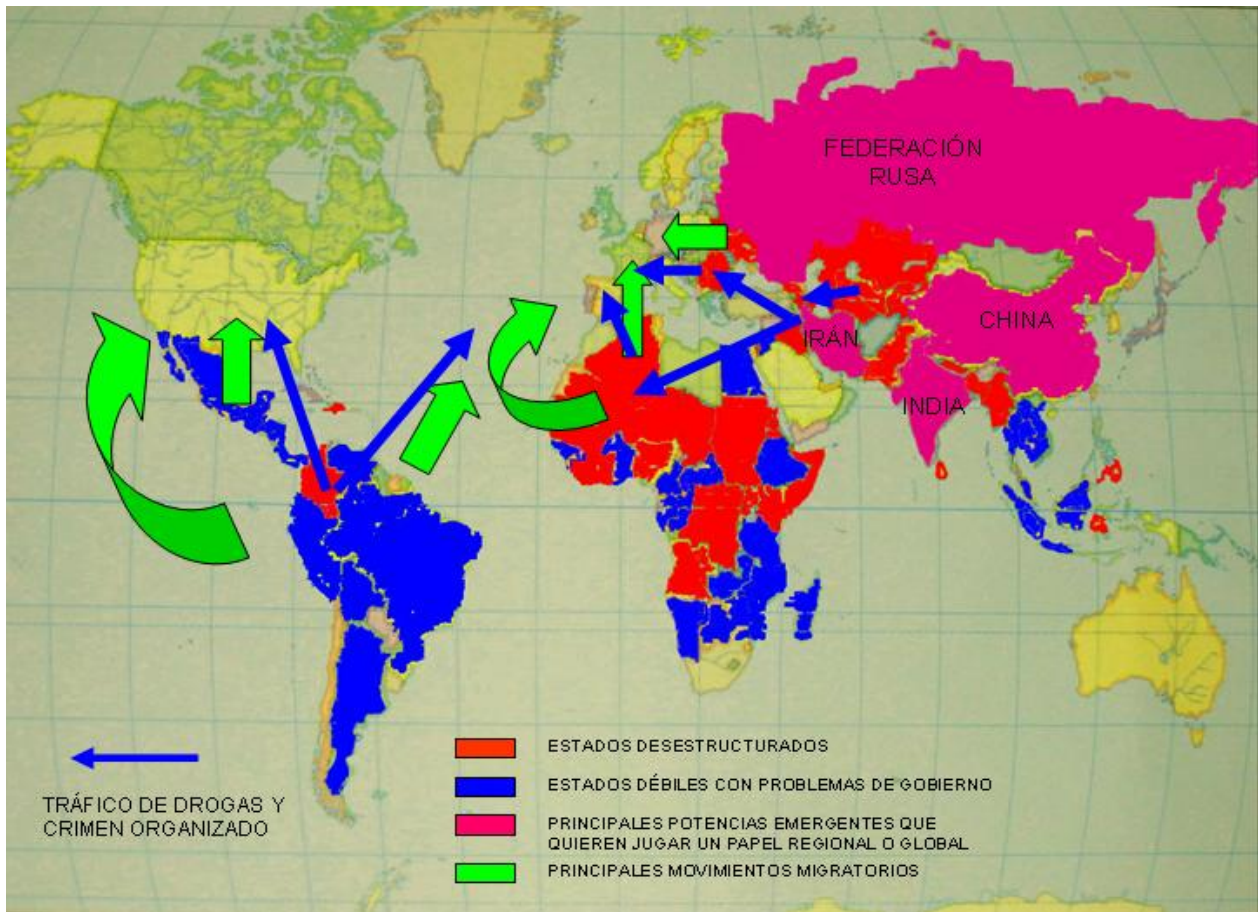 FEDERACIÓN
RUSA
CHINA
IRÁN
INDIA
ESTADOS DESESTRUCTURADOS
ESTADOS DÉBILES CON PROBLEMAS DE GOBIERNO
TRÁFICO DE DROGAS Y
CRIMEN ORGANIZADO
PRINCIPALES POTENCIAS EMERGENTES QUE
QUIEREN JUGAR UN PAPEL REGIONAL O GLOBAL
PRINCIPALES MOVIMIENTOS MIGRATORIOS